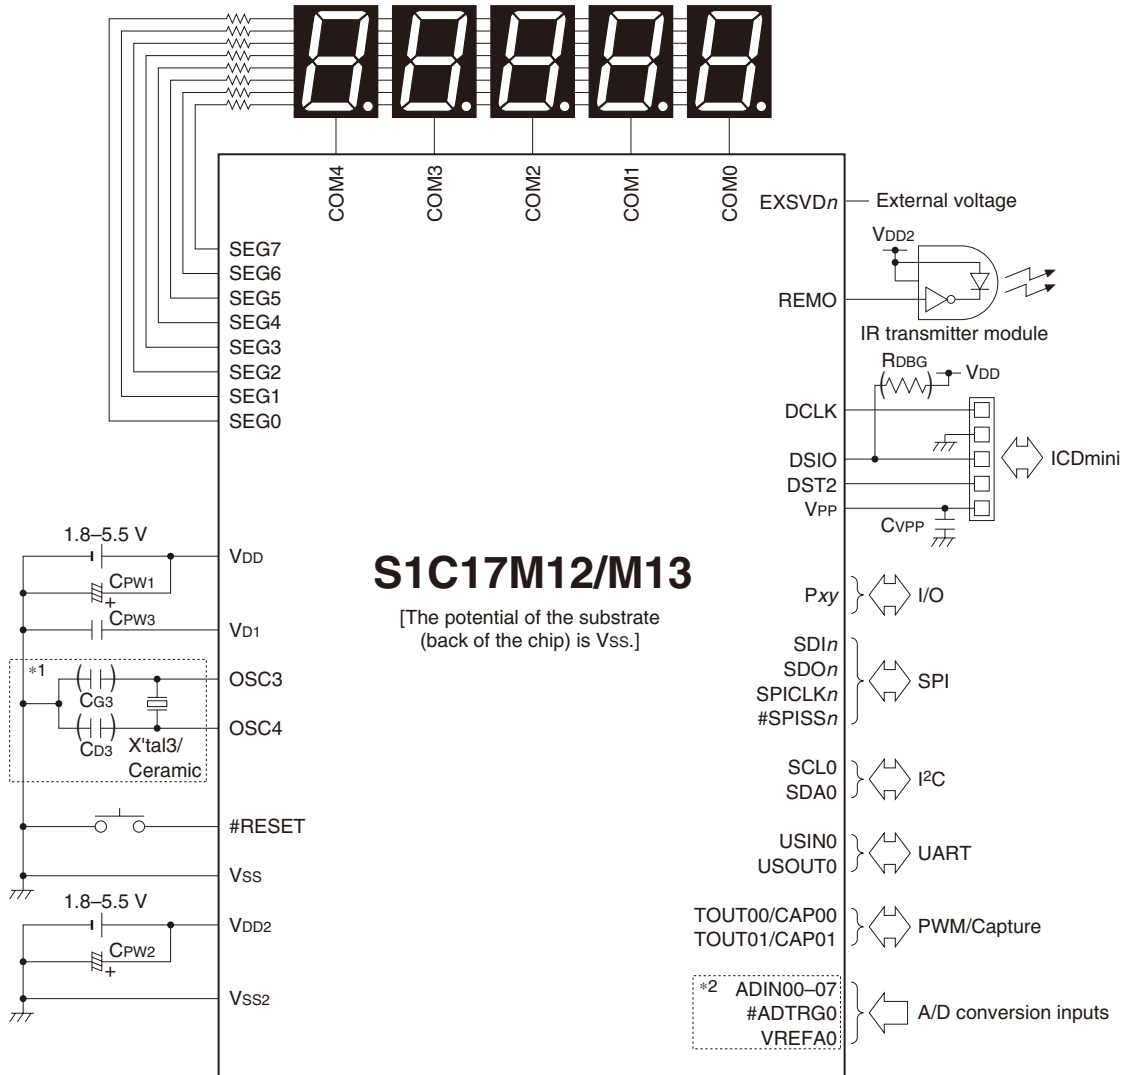 COM4
COM3
COM2
COM1
COM0
EXSVDn
External voltage
VDD2
REMO
IR transmitter module
SEG7
SEG6
SEG5
SEG4
SEG3
SEG2
SEG1
SEG0
RDBG
VDD
DCLK
DSIO
DST2
VPP
CVPP
ICDmini
1.8–5.5 V
VDD
CPW1
+
CPW3
VD1
*1
OSC3
CG3
OSC4
CD3
X'tal3/
Ceramic
#RESET
VSS
1.8–5.5 V
VDD2
CPW2
+
VSS2
S1C17M12/M13
[The potential of the substrate
(back of the chip) is VSS.]
Pxy
I/O
SDIn
SDOn
SPICLKn
#SPISSn
SPI
SCL0
SDA0
I²C
USIN0
USOUT0
UART
TOUT00/CAP00
TOUT01/CAP01
PWM/Capture
*2
ADIN00–07
#ADTRG0
VREFA0
A/D conversion inputs